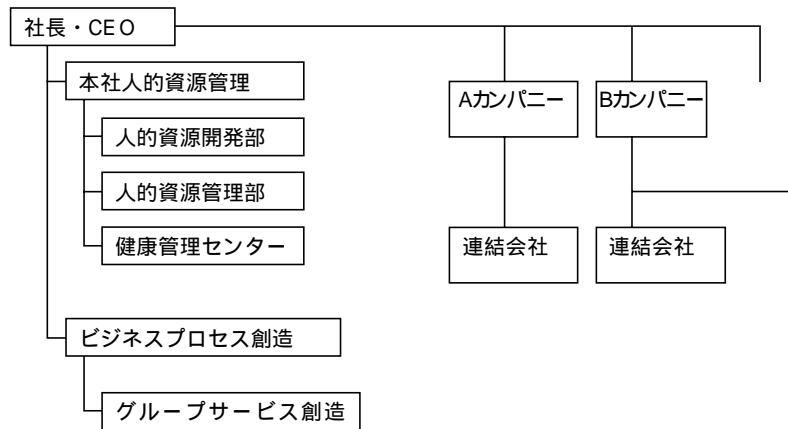 社長・CEO
本社人的資源管理
人的資源開発部
人的資源管理部
健康管理センター
ビジネスプロセス創造
グループサービス創造
Aカンパニー
Bカンパニー
連結会社
連結会社